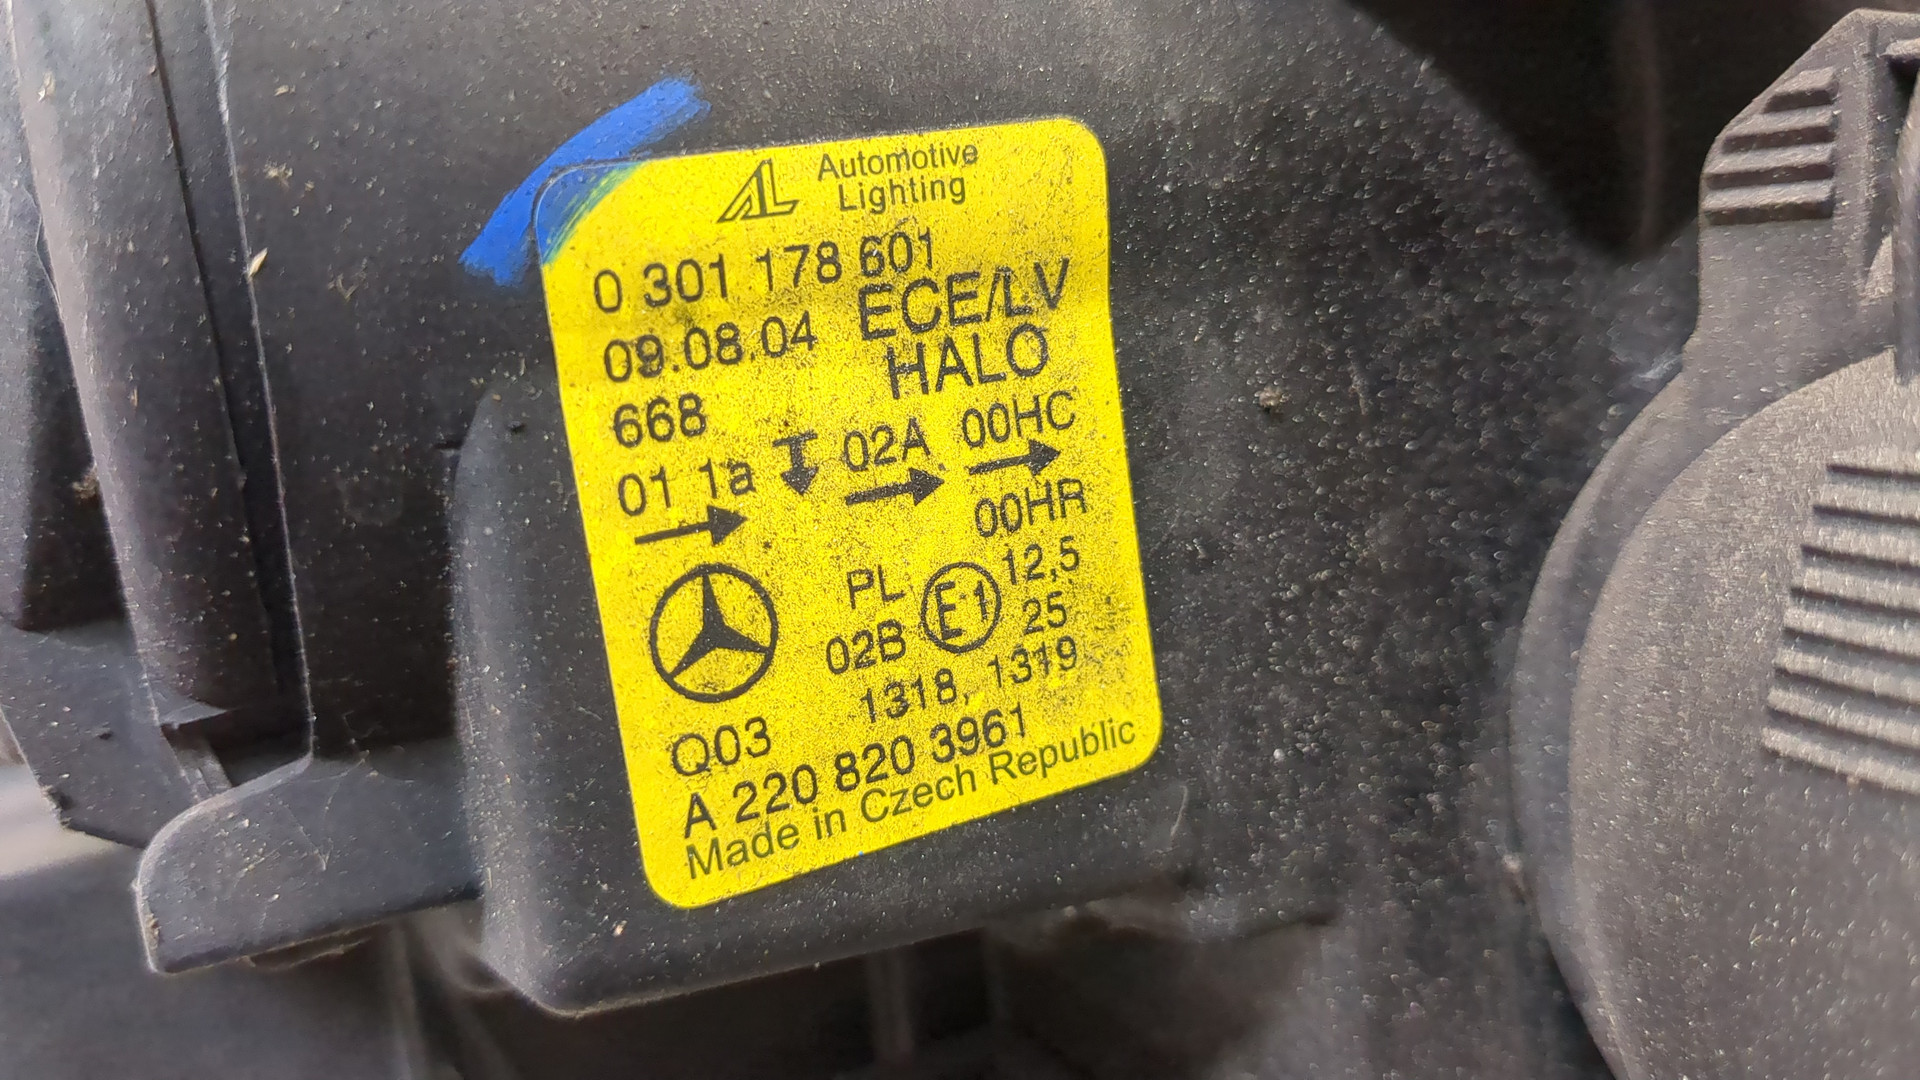 AL Automotive
Lighting
0 301 178 601
09.08.04 ECE/LV
668 HALO
01 1a 02A 00HC
00HR
PL E1 12,5
02B 25
1318, 1319
Q03
A 220 820 3961
Made in Czech Republic